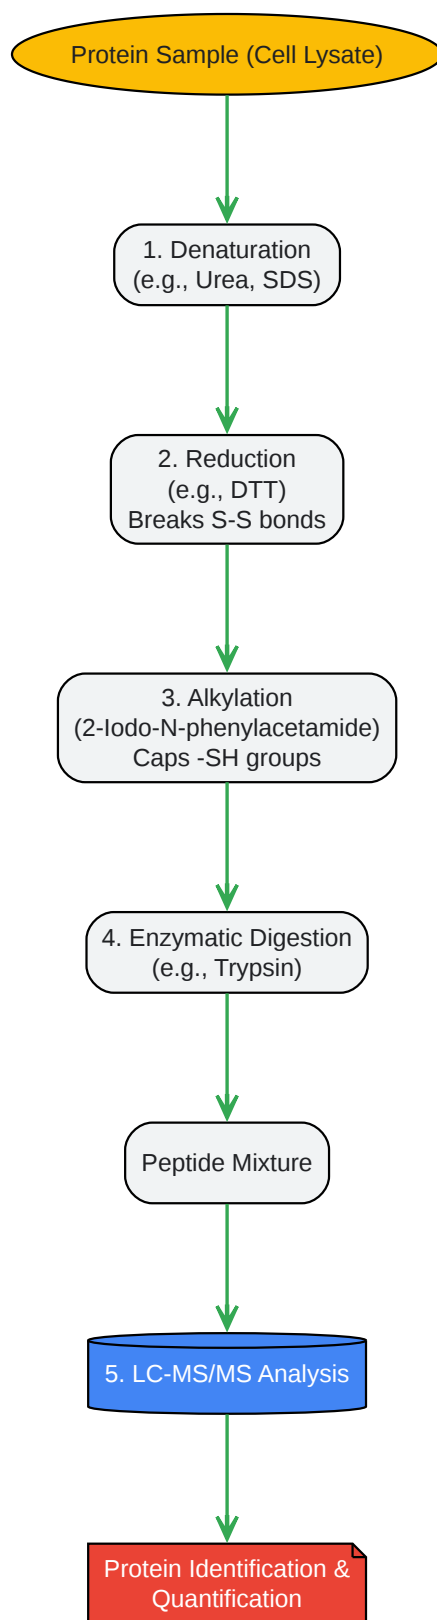 Protein Sample (Cell Lysate)
1. Denaturation
(e.g., Urea, SDS)
2. Reduction
(e.g., DTT)
Breaks S-S bonds
3. Alkylation
(2-Iodo-N-phenylacetamide)
Caps -SH groups
4. Enzymatic Digestion
(e.g., Trypsin)
Peptide Mixture
5. LC-MS/MS Analysis
Protein Identification &
Quantification